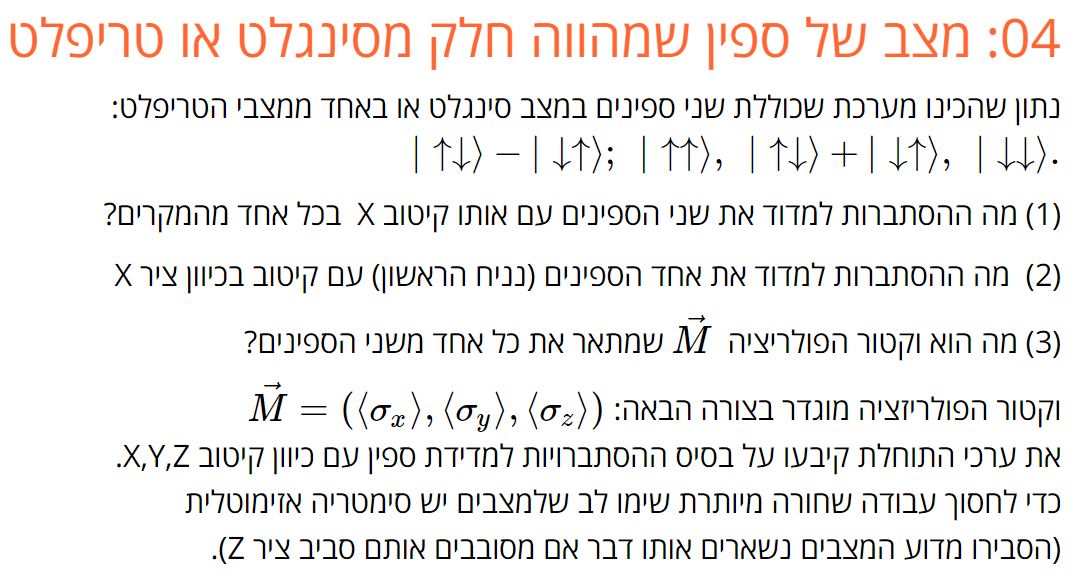 04: מצב של ספין שמהווה חלק מסינגלט או טריפלט
נתון שהכינו מערכת שכוללת שני ספינים במצב סינגלט או באחד ממצבי הטריפלט:
| ↑↓⟩ − | ↓↑⟩; | ↑↑⟩, | ↑↓⟩ + | ↓↑⟩, | ↓↓⟩.
(1) מה ההסתברות למדוד את שני הספינים עם אותו קיטוב X בכל אחד מהמקרים?
(2) מה ההסתברות למדוד את אחד הספינים (נניח הראשון) עם קיטוב בכיוון ציר X
(3) מה הוא וקטור הפולריציה M⃗ שמתאר את כל אחד משני הספינים?
וקטור הפולריזציה מוגדר בצורה הבאה: M⃗ = (⟨σx⟩, ⟨σy⟩, ⟨σz⟩)
את ערכי התוחלת קיבעו על בסיס ההסתברויות למדידת ספין עם כיוון קיטוב X,Y,Z.
כדי לחסוך עבודה שחורה מיותרת שימו לב שלמצבים יש סימטריה אזימוטלית
(הסבירו מדוע המצבים נשארים אותו דבר אם מסובבים אותם סביב ציר Z).